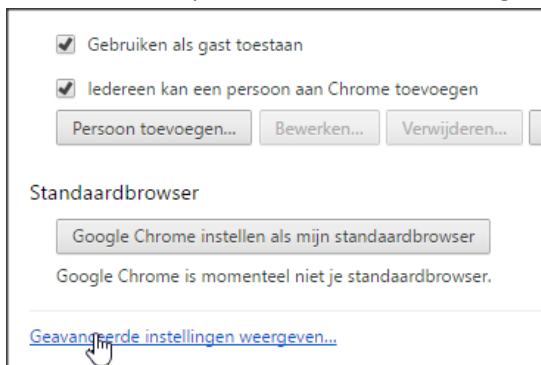 Gebruiken als gast toestaan
Iedereen kan een persoon aan Chrome toevoegen
Persoon toevoegen... Bewerken... Verwijderen...
Standaardbrowser
Google Chrome instellen als mijn standaardbrowser
Google Chrome is momenteel niet je standaardbrowser.
Geavanceerde instellingen weergeven...